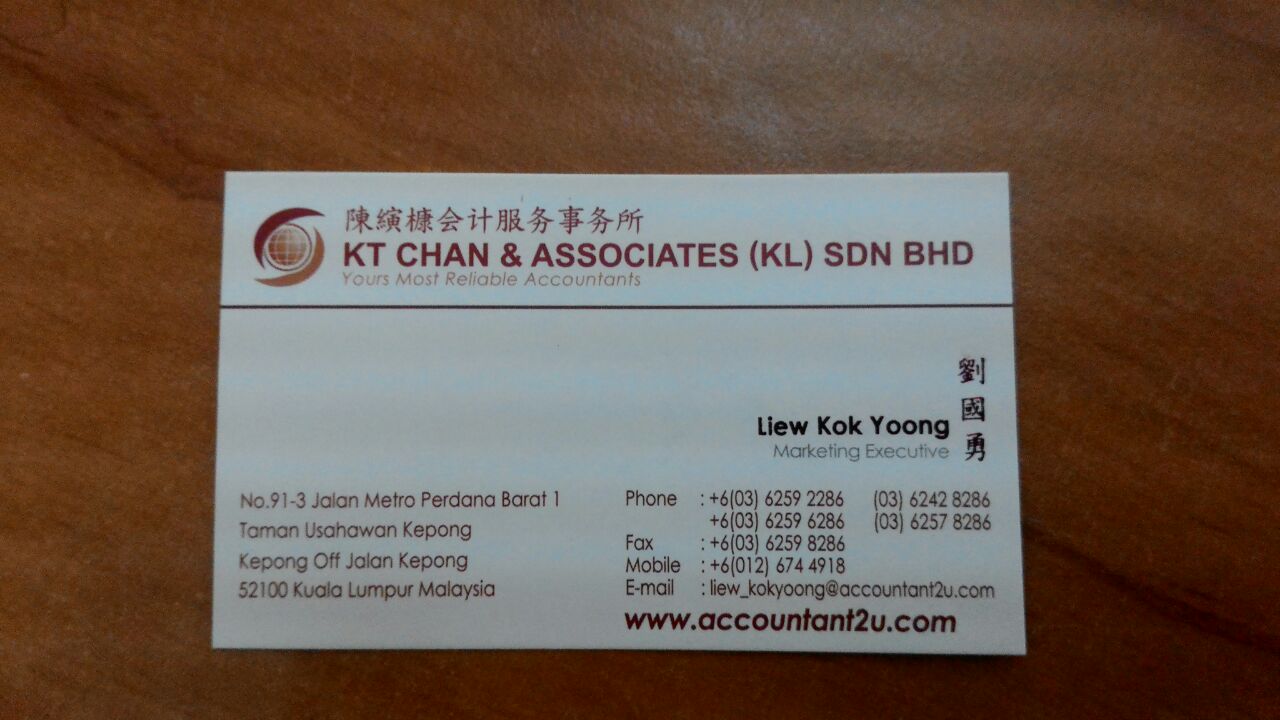 陳縯槺会计服务事务所
KT CHAN & ASSOCIATES (KL) SDN BHD
Yours Most Reliable Accountants
劉國勇
Liew Kok Yoong
Marketing Executive
No.91-3 Jalan Metro Perdana Barat 1
Taman Usahawan Kepong
Kepong Off Jalan Kepong
52100 Kuala Lumpur Malaysia
Phone : +6(03) 6259 2286 (03) 6242 8286
+6(03) 6259 6286 (03) 6257 8286
Fax : +6(03) 6259 8286
Mobile : +6(012) 674 4918
E-mail : liew_kokyoong@accountant2u.com
www.accountant2u.com